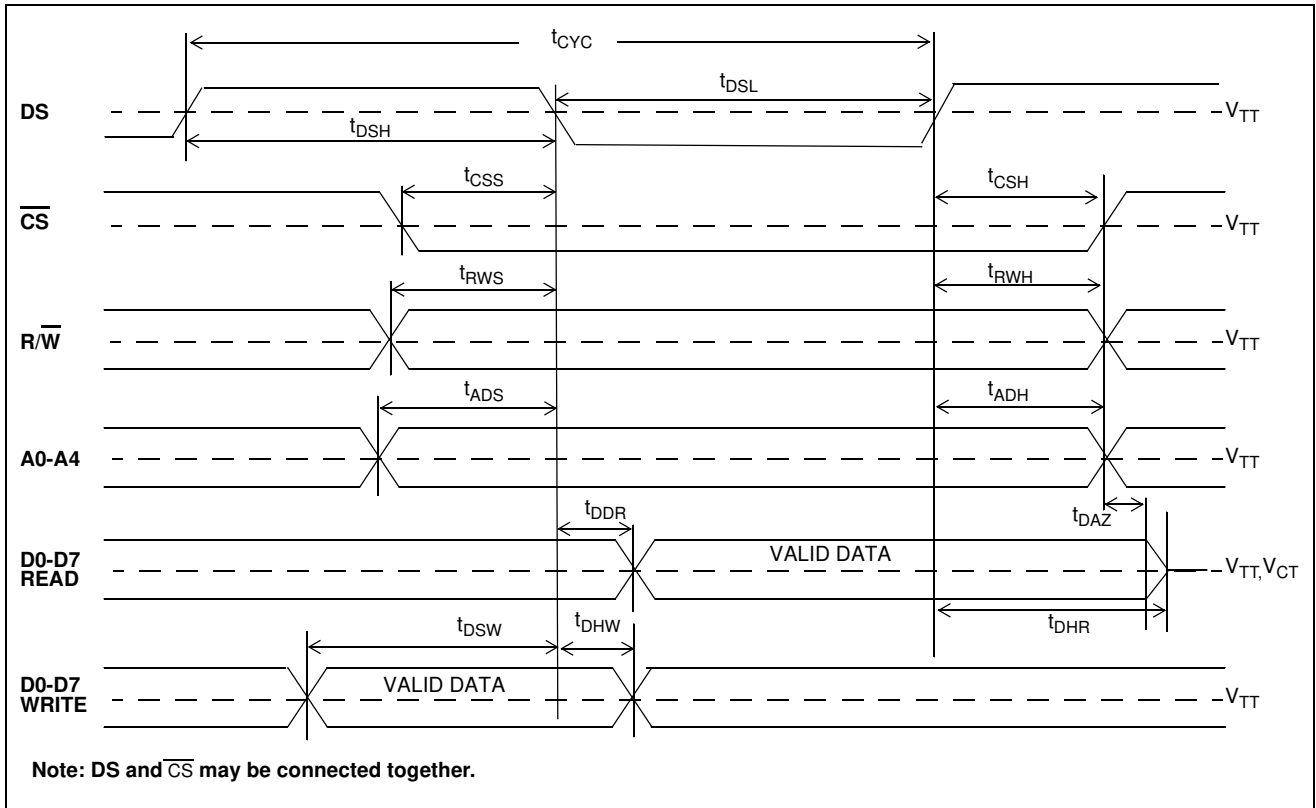 tCYC
DS
tDSL
tDSH
VTT
tCSS
tCSH
CS
VTT
tRWS
tRWH
R/W
VTT
tADS
tADH
A0-A4
VTT
tDDR
tDAZ
D0-D7
READ
VALID DATA
VTT,VCT
tDSW
tDHW
tDHR
D0-D7
WRITE
VALID DATA
VTT
Note: DS and CS may be connected together.